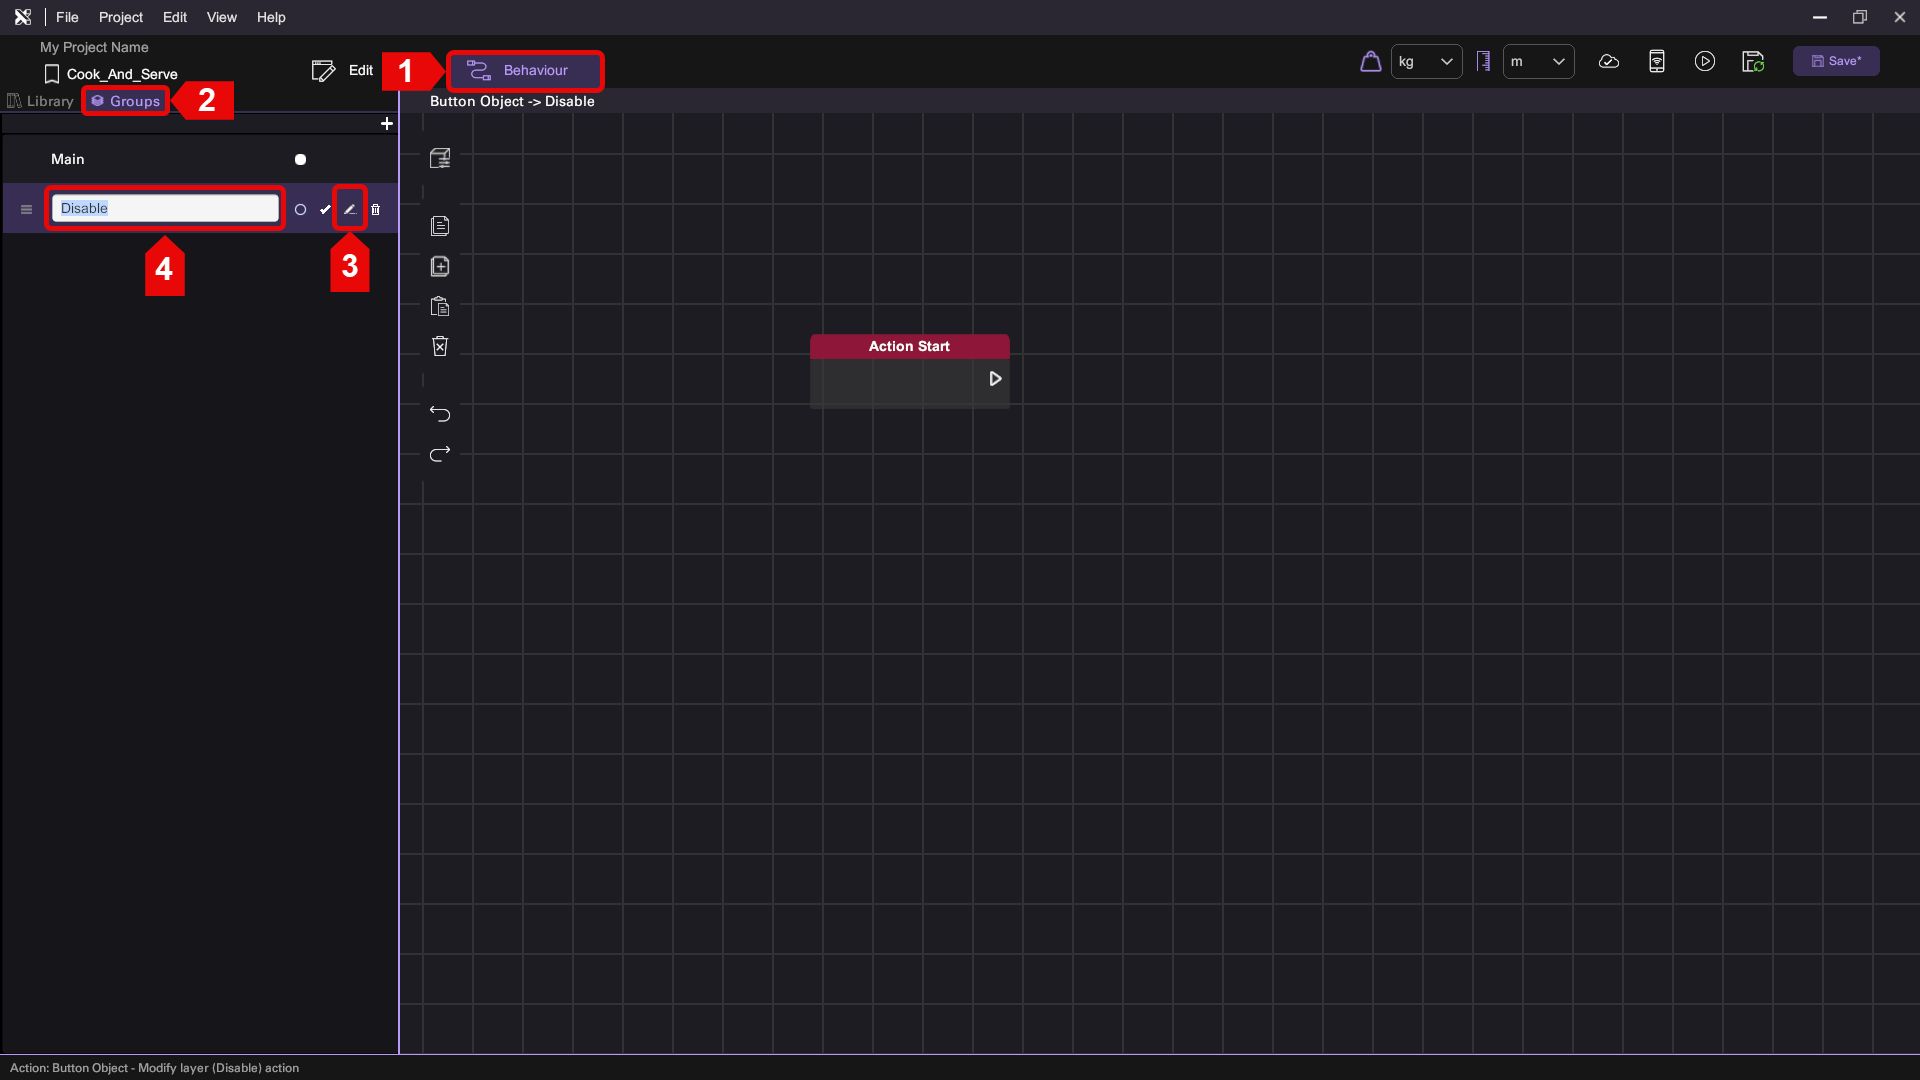 File Project Edit View Help
My Project Name
Cook_And_Serve
Edit
1
Behaviour
kg
m
Save*
Library
Groups
2
Button Object -> Disable
+
Main
Disable
4
3
Action Start
Action: Button Object - Modify layer (Disable) action